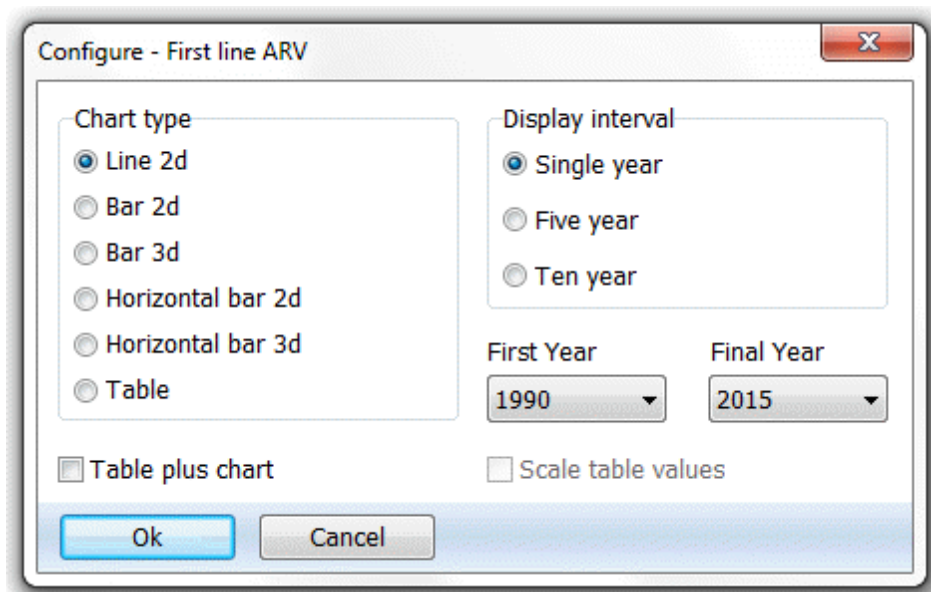 Configure - First line ARV
Chart type
Line 2d
Bar 2d
Bar 3d
Horizontal bar 2d
Horizontal bar 3d
Table
Display interval
Single year
Five year
Ten year
First Year
Final Year
1990
2015
Table plus chart
Scale table values
Ok
Cancel